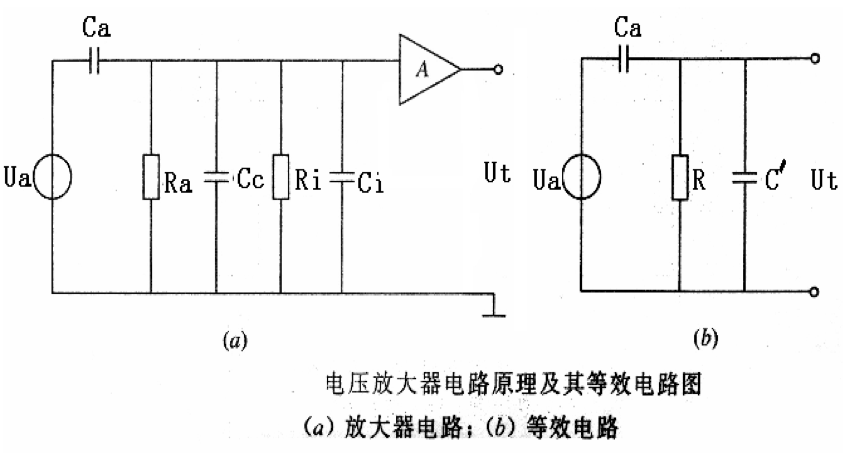 Ca
Ca
A
Ua
Ra
Cc
Ri
Ci
Ut
Ua
R
C′
Ut
(a)
(b)
电压放大器电路原理及其等效电路图
(a)放大器电路；(b)等效电路